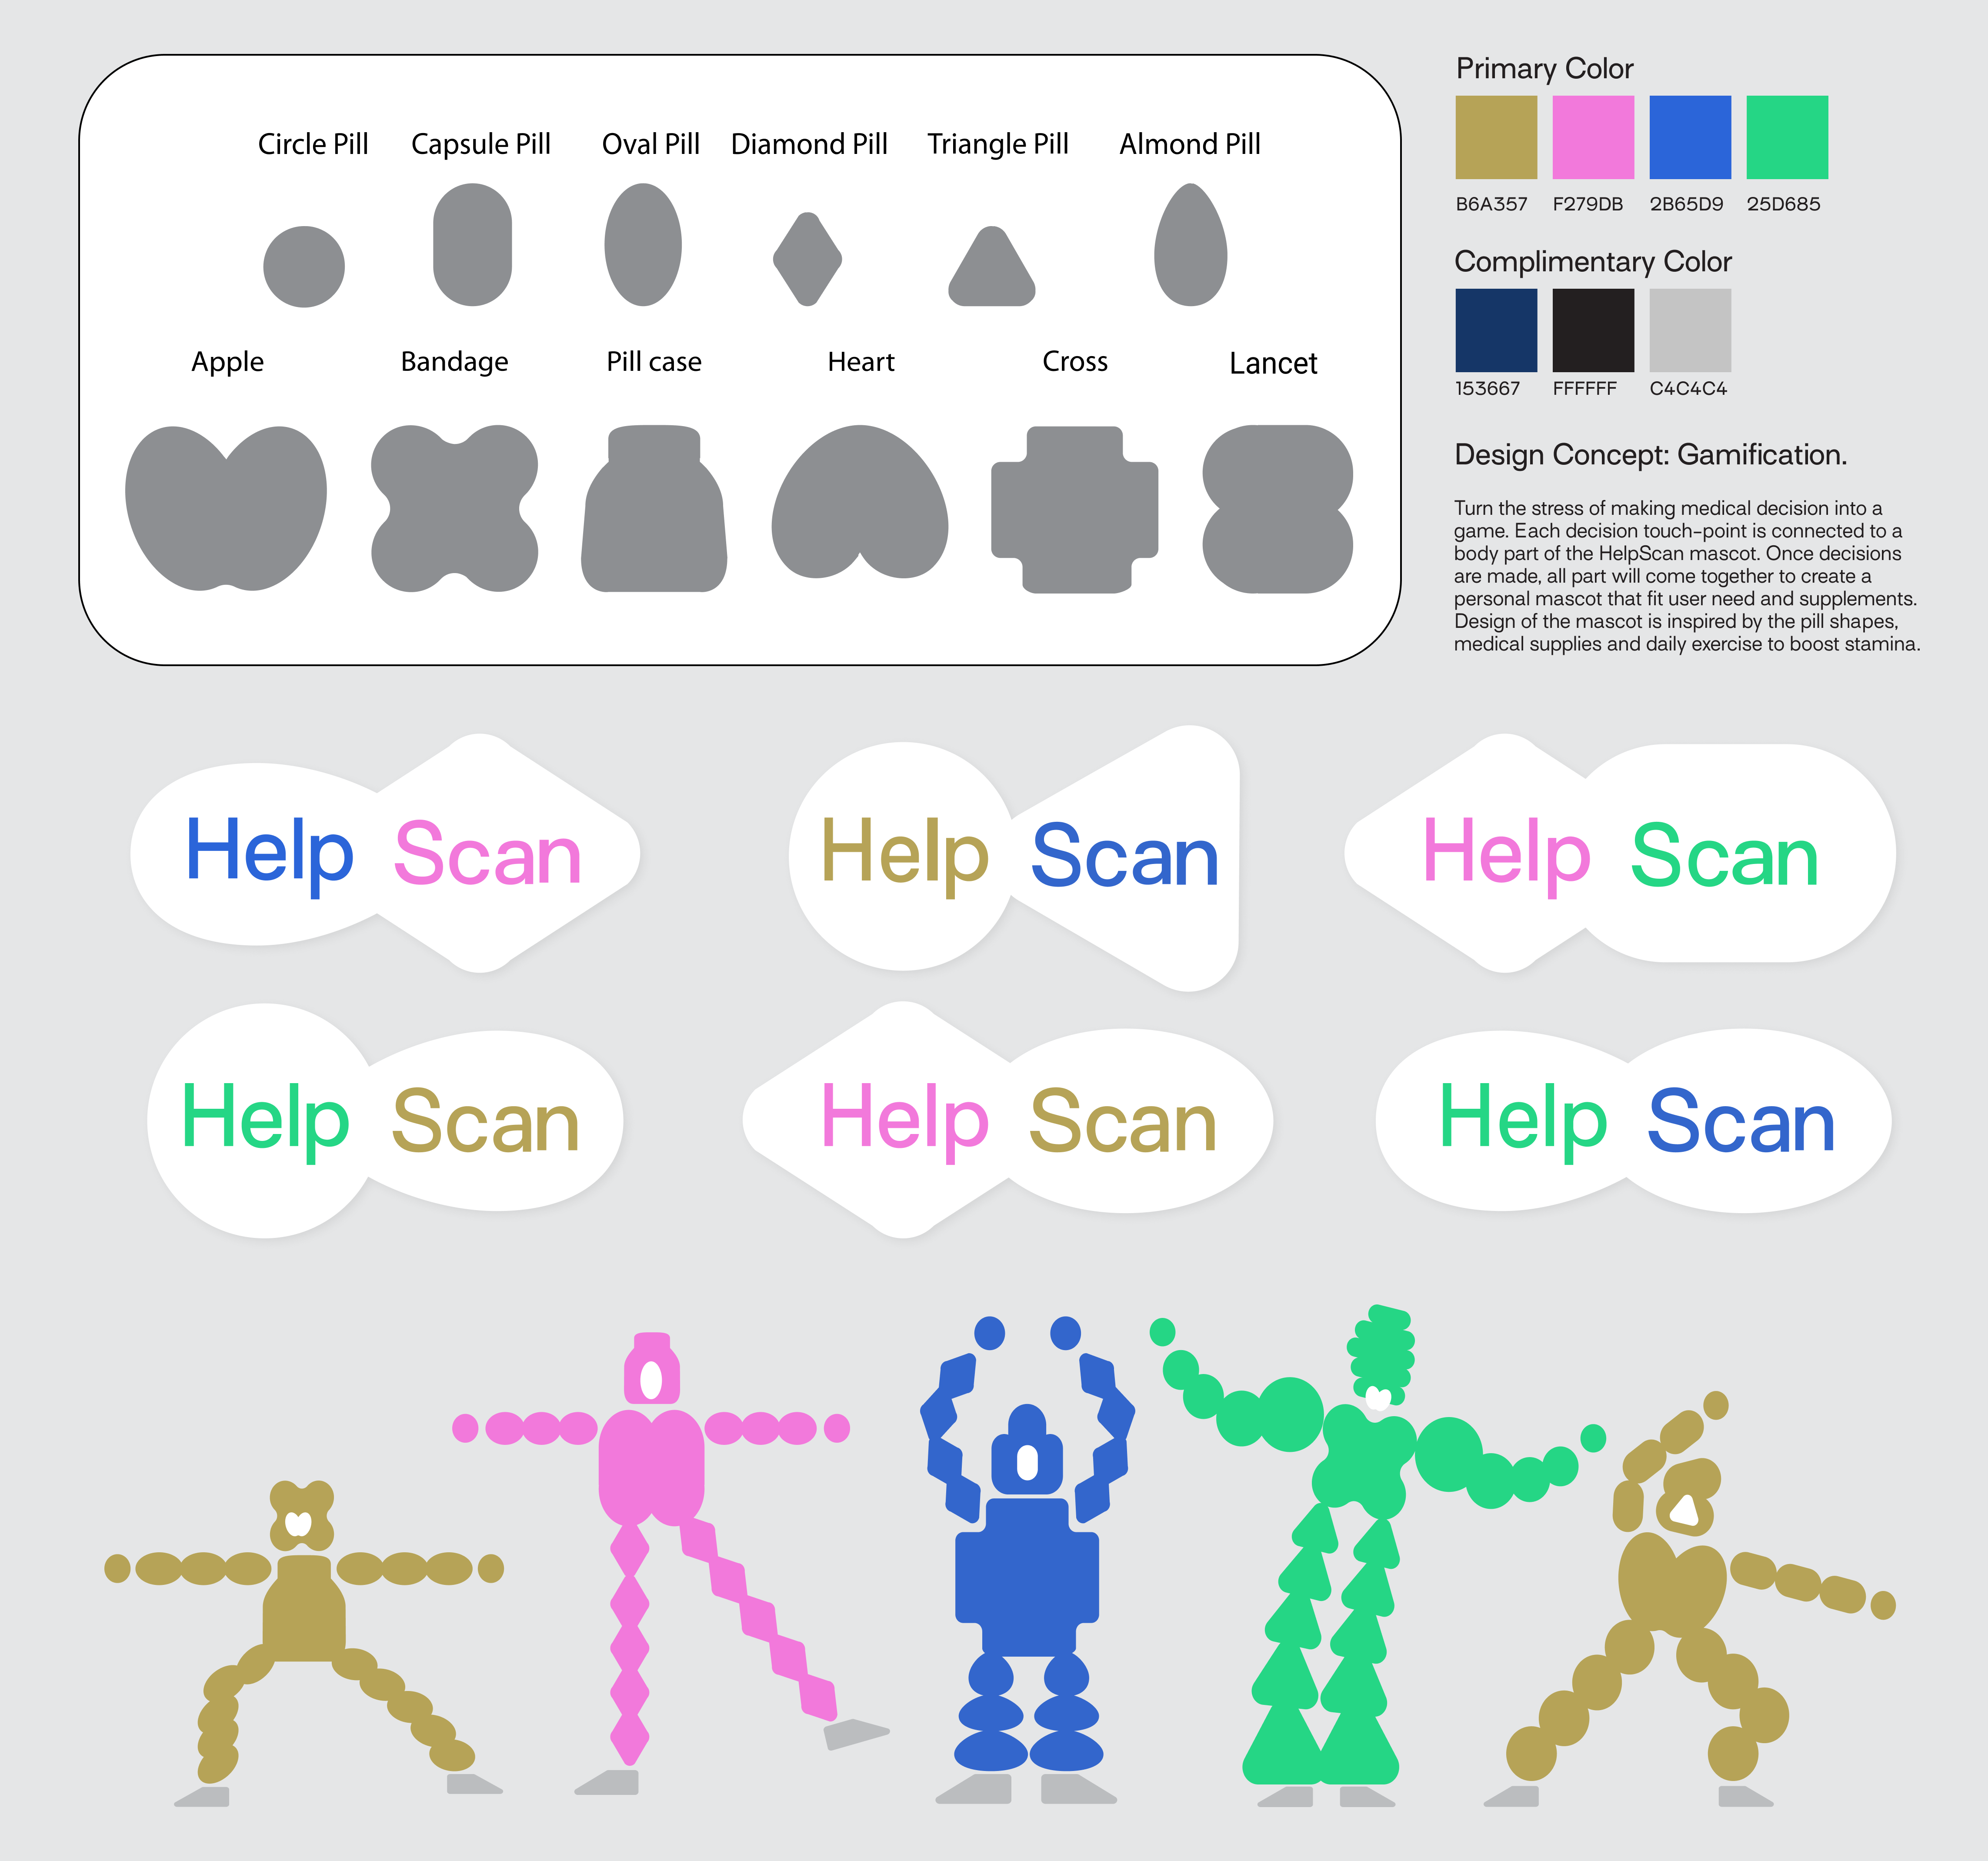 Circle Pill Capsule Pill Oval Pill Diamond Pill Triangle Pill Almond Pill
Apple Bandage Pill case Heart Cross Lancet
Primary Color
B6A357 F279DB 2B65D9 25D685
Complimentary Color
153667 FFFFFF C4C4C4
Design Concept: Gamification.
Turn the stress of making medical decision into a
game. Each decision touch-point is connected to a
body part of the HelpScan mascot. Once decisions
are made, all part will come together to create a
personal mascot that fit user need and supplements.
Design of the mascot is inspired by the pill shapes,
medical supplies and daily exercise to boost stamina.
Help Scan
Help Scan
Help Scan
Help Scan
Help Scan
Help Scan